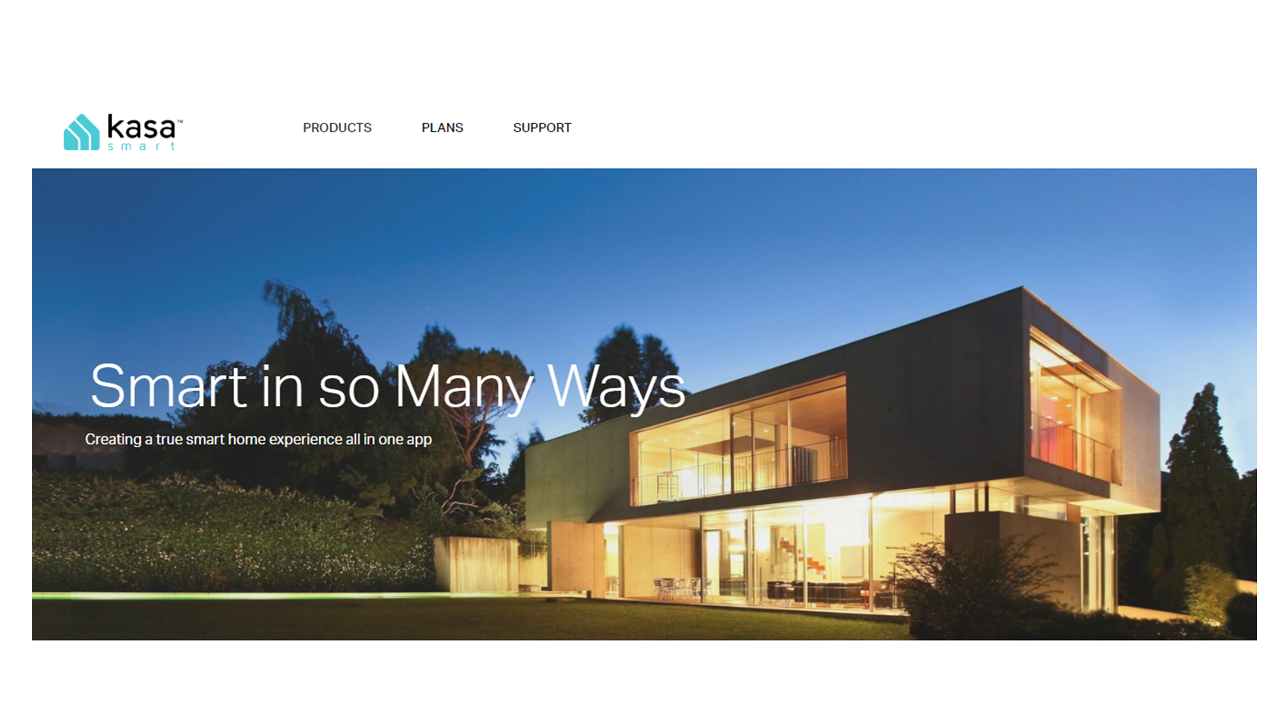 kasa™
smart
PRODUCTS PLANS SUPPORT
Smart in so Many Ways
Creating a true smart home experience all in one app